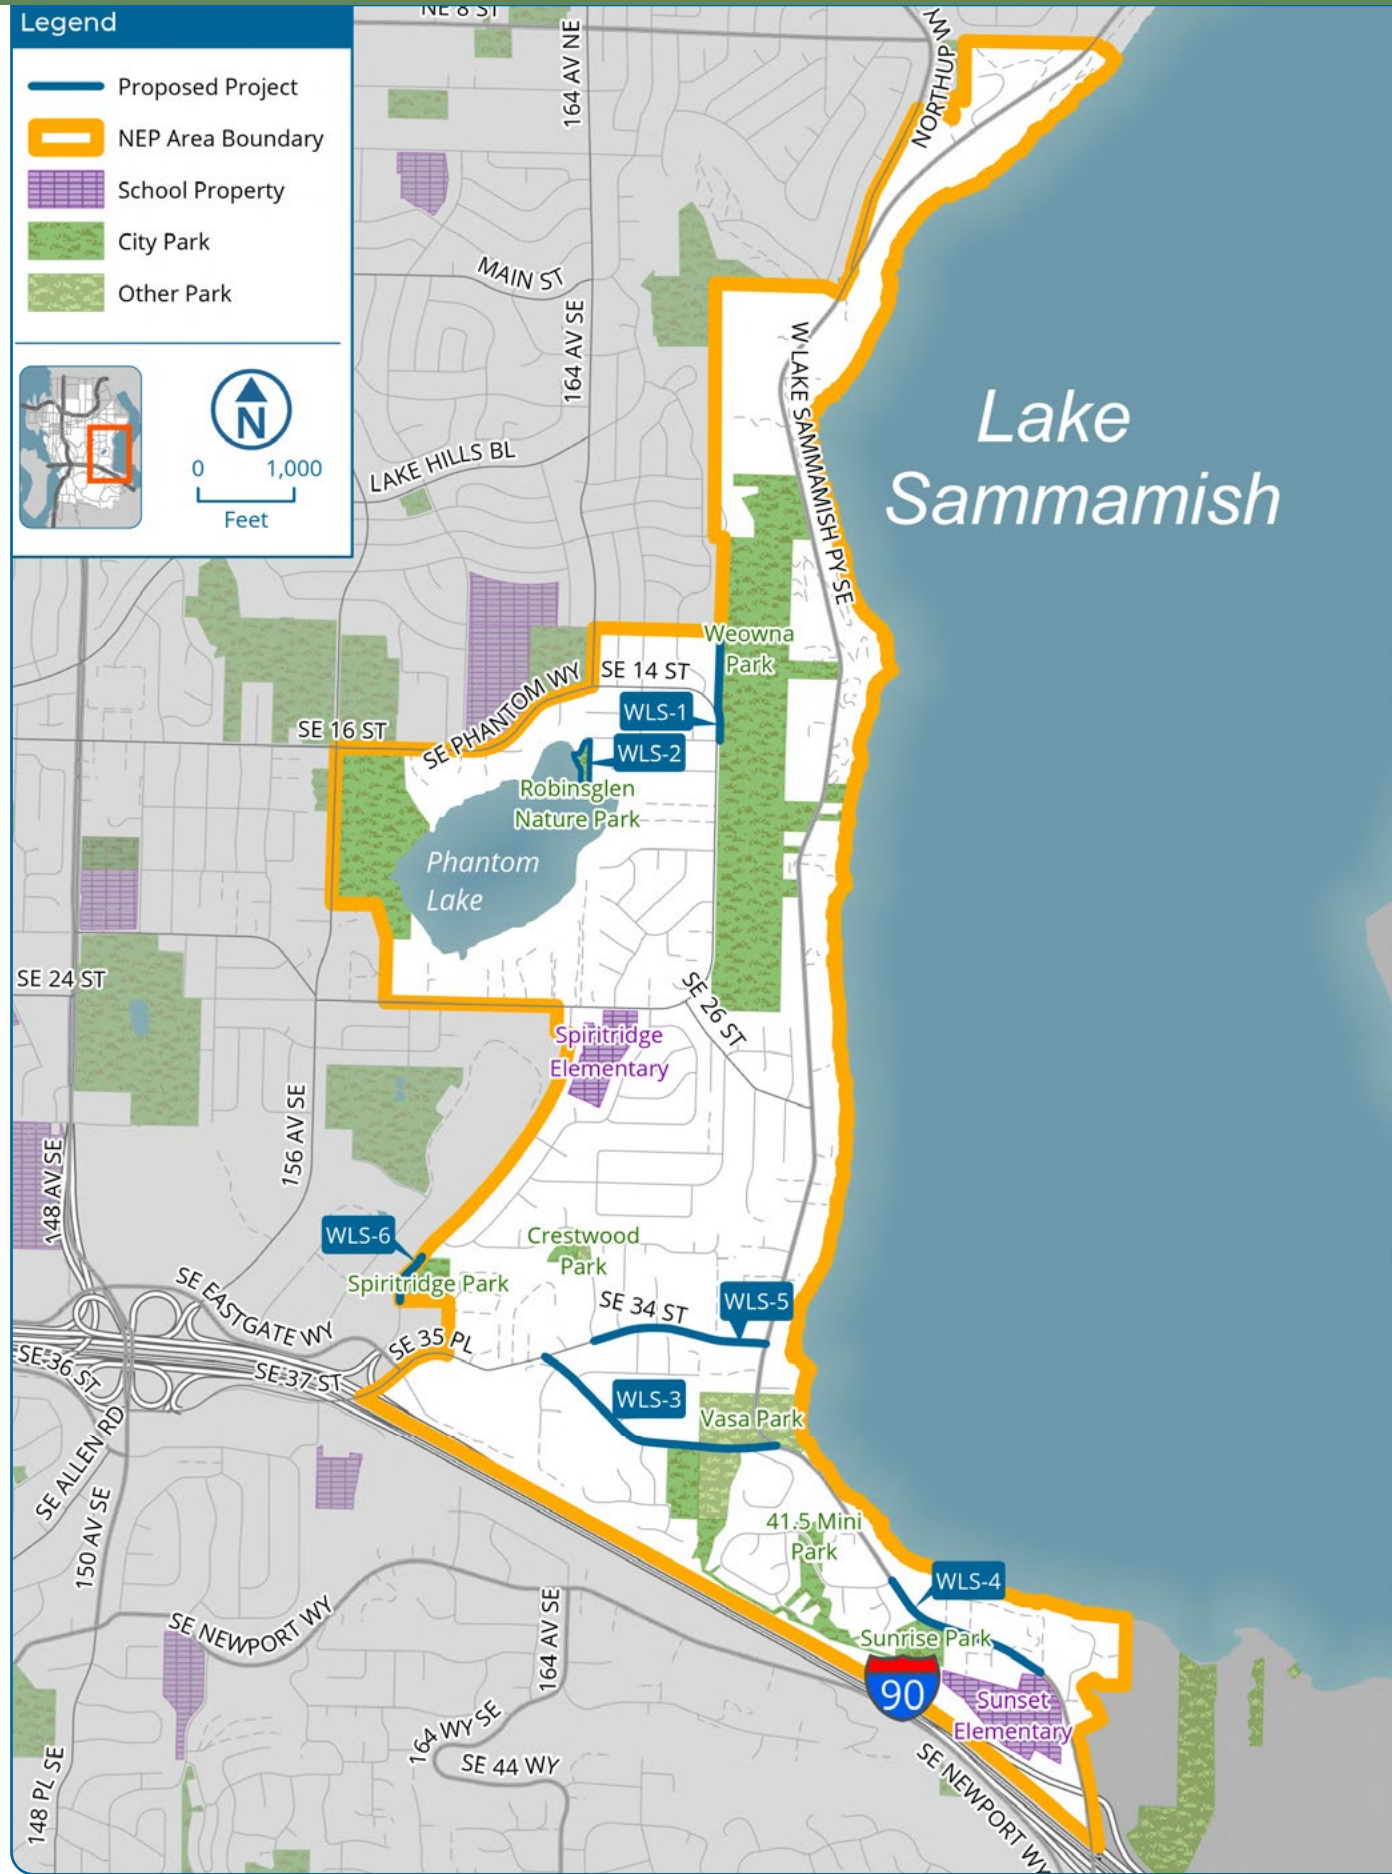 Legend
Proposed Project
NEP Area Boundary
School Property
City Park
Other Park
N
0 1,000
Feet
NE 8 ST
164 AV NE
NORTHUP WY
MAIN ST
164 AV SE
W LAKE SAMMAMISH PY SE
Lake
Sammamish
LAKE HILLS BL
Weowna
Park
SE 14 ST
SE PHANTOM WY
WLS-1
SE 16 ST
WLS-2
Robinsglen
Nature Park
Phantom
Lake
SE 24 ST
SE 26 ST
Spiritridge
Elementary
156 AV SE
148 AV SE
WLS-6
Crestwood
Park
Spiritridge Park
SE EASTGATE WY
SE 34 ST
WLS-5
SE 35 PL
SE 36 ST
SE 37 ST
WLS-3
Vasa Park
SE ALLEN RD
150 AV SE
41.5 Mini
Park
WLS-4
SE NEWPORT WY
164 AV SE
Sunrise Park
90
Sunset
Elementary
164 WY SE
SE 44 WY
148 PL SE
SE NEWPORT WY